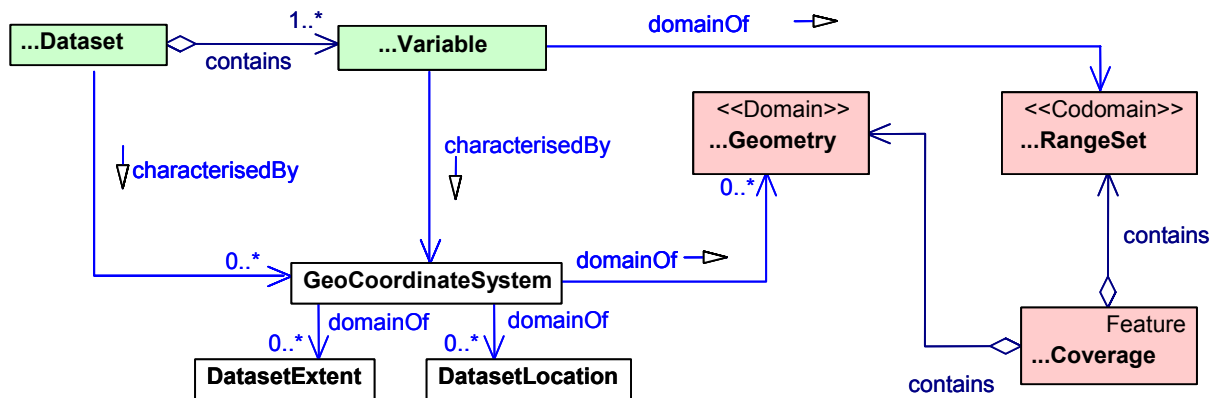 1..*
domainOf
...Dataset
...Variable
contains
<<Domain>>
...Geometry
<<Codomain>>
...RangeSet
characterisedBy
characterisedBy
0..*
contains
0..*
domainOf
GeoCoordinateSystem
domainOf
domainOf
0..*
0..*
Feature
...Coverage
DatasetExtent
DatasetLocation
contains